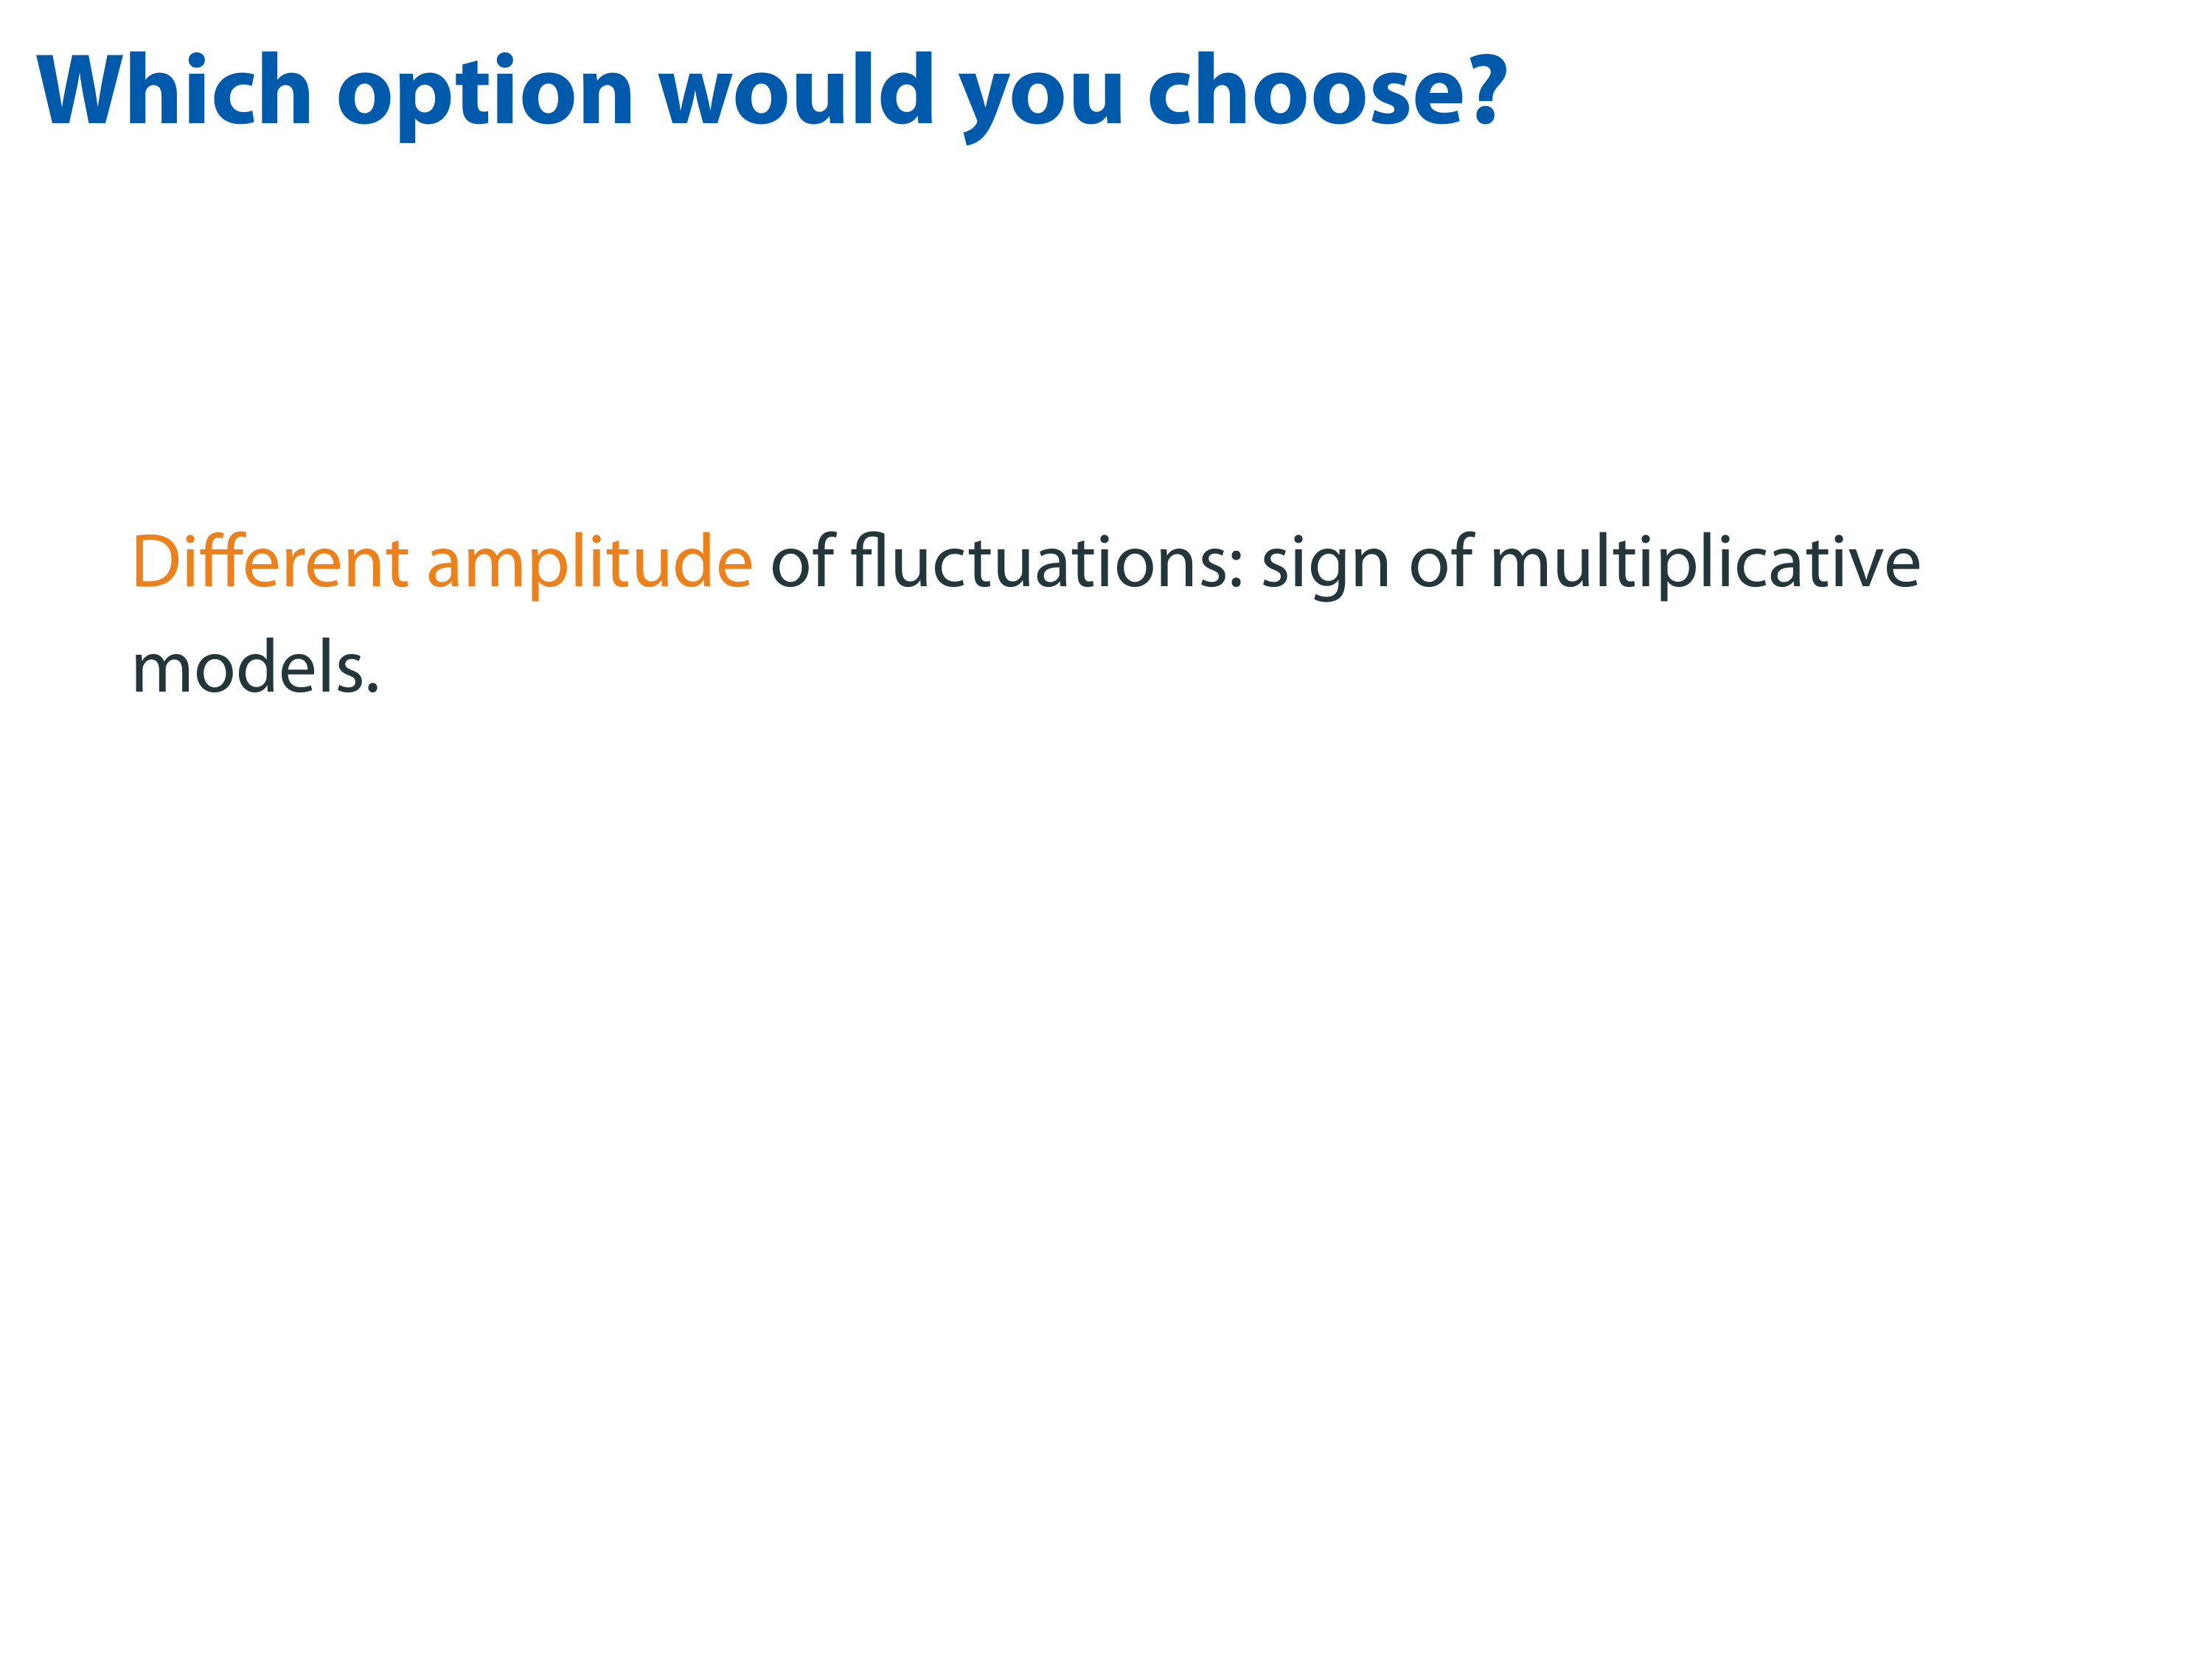 Which option would you choose?
Different amplitude of fluctuations: sign of multiplicative
models.